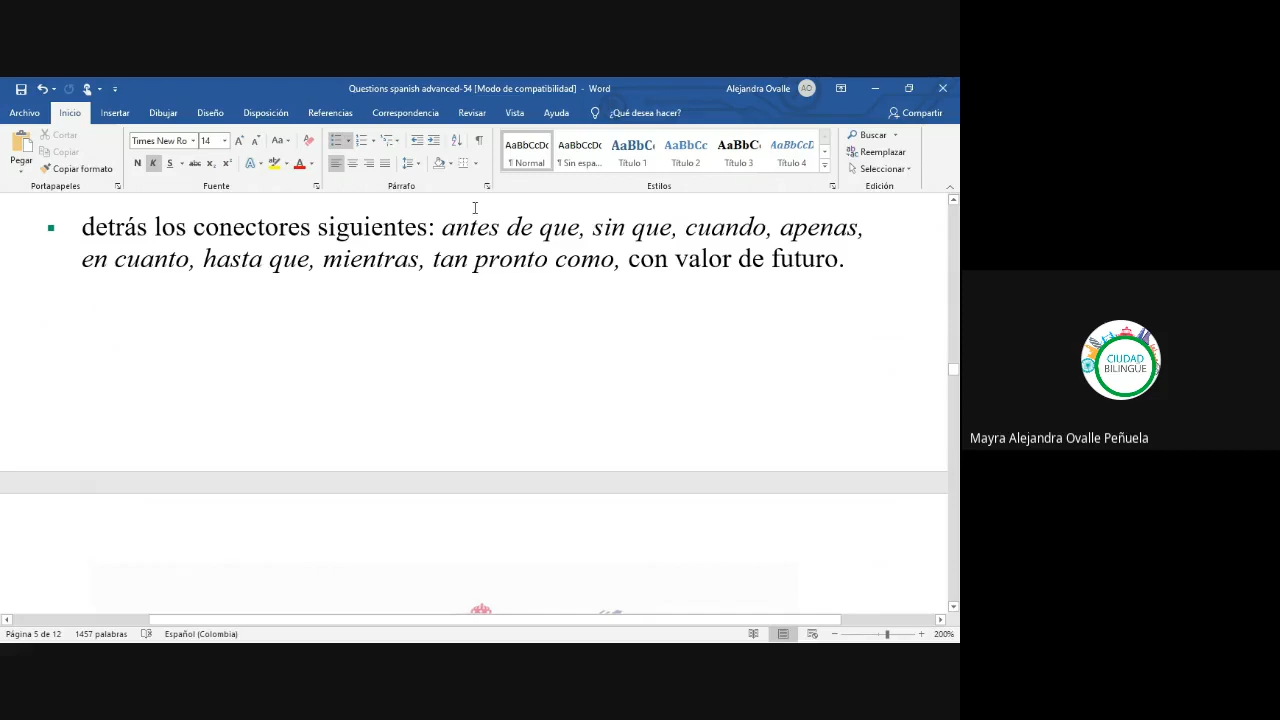 Questions spanish advanced-54 [Modo de compatibilidad] - Word
Alejandra Ovalle
AO
Archivo
Inicio
Insertar
Dibujar
Diseño
Disposición
Referencias
Correspondencia
Revisar
Vista
Ayuda
¿Qué desea hacer?
Compartir
Pegar
Cortar
Copiar
Copiar formato
Portapapeles
Times New Ro
14
Aa
N K S abc x₂ x²
Fuente
Párrafo
AaBbCcDc
¶ Normal
AaBbCcDc
¶ Sin espa...
AaBbC
Título 1
AaBbCc
Título 2
AaBbC
Título 3
AaBbCcD
Título 4
Estilos
Buscar
Reemplazar
Seleccionar
Edición
detrás los conectores siguientes: antes de que, sin que, cuando, apenas,
en cuanto, hasta que, mientras, tan pronto como, con valor de futuro.
CIUDAD
BILINGÜE
Mayra Alejandra Ovalle Peñuela
Página 5 de 12
1457 palabras
Español (Colombia)
200%